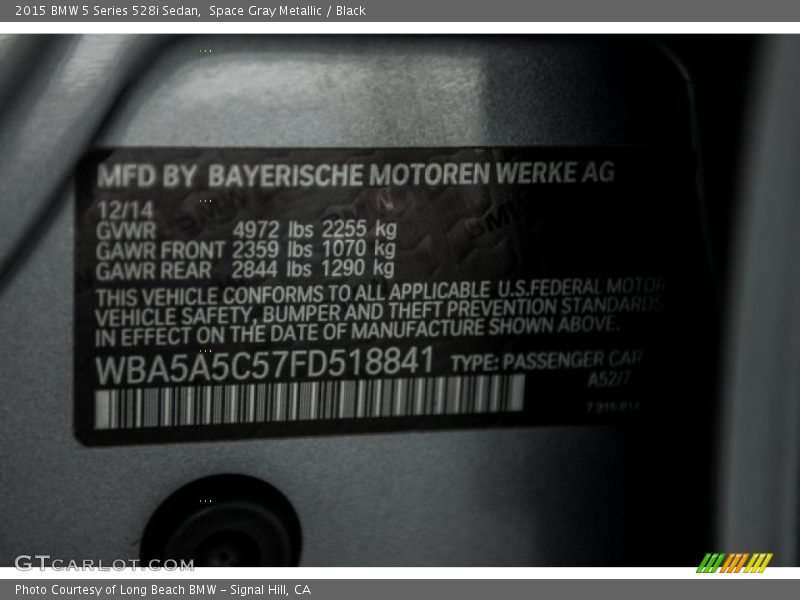 2015 BMW 5 Series 528i Sedan, Space Gray Metallic / Black
MFD BY BAYERISCHE MOTOREN WERKE AG
12/14
GVWR 4972 lbs 2255 kg
GAWR FRONT 2359 lbs 1070 kg
GAWR REAR 2844 lbs 1290 kg
THIS VEHICLE CONFORMS TO ALL APPLICABLE U.S.FEDERAL MOTOR
VEHICLE SAFETY, BUMPER AND THEFT PREVENTION STANDARDS
IN EFFECT ON THE DATE OF MANUFACTURE SHOWN ABOVE.
WBA5A5C57FD518841 TYPE: PASSENGER CAR
A52/7
GTCARLOT.COM
Photo Courtesy of Long Beach BMW – Signal Hill, CA